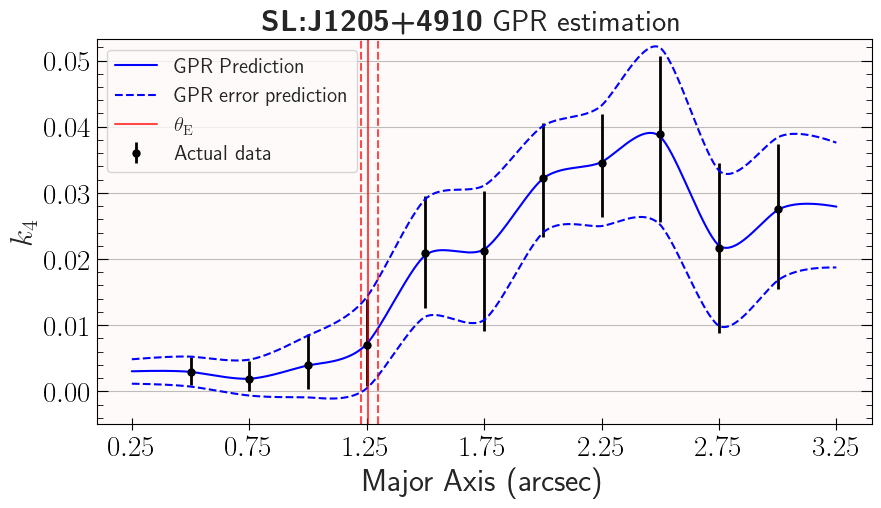 SL:J1205+4910 GPR estimation
GPR Prediction
GPR error prediction
θ_E
Actual data
k₄
0.05
0.04
0.03
0.02
0.01
0.00
0.25 0.75 1.25 1.75 2.25 2.75 3.25
Major Axis (arcsec)